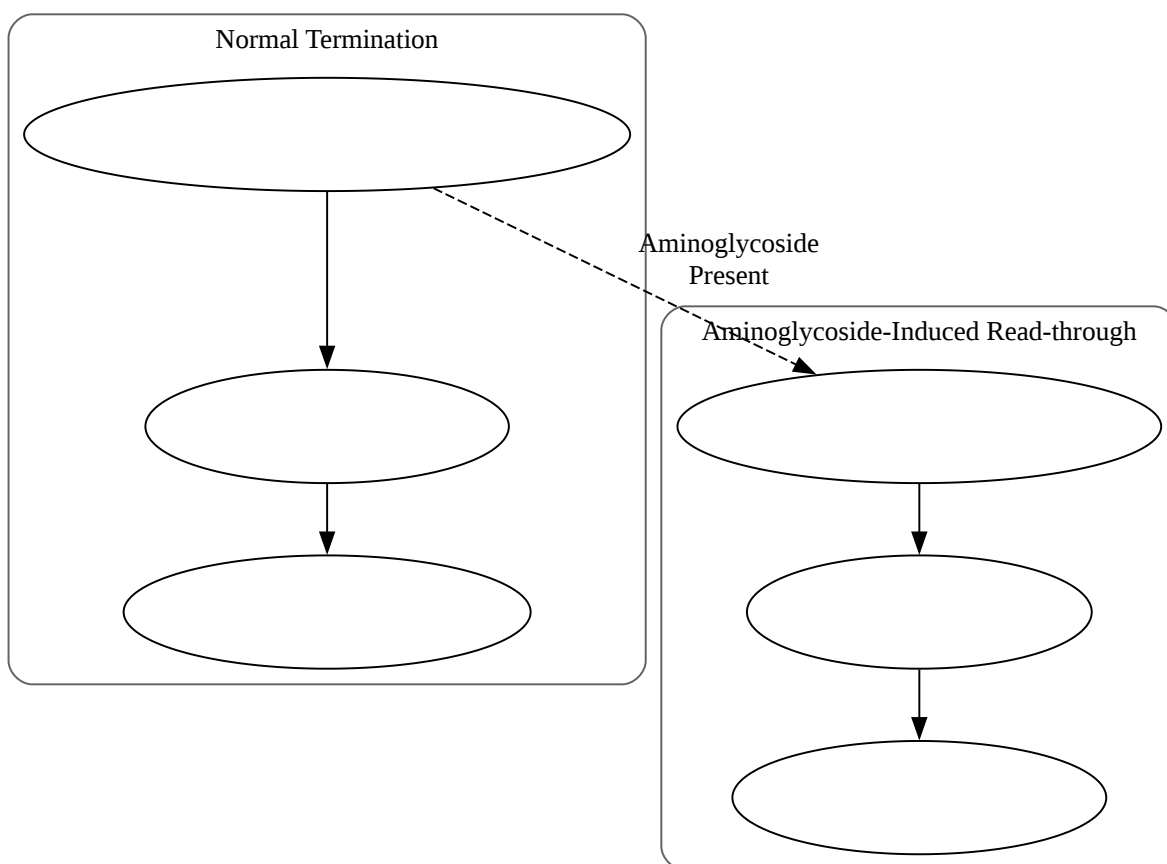 Normal Termination
Aminoglycoside
Present
Aminoglycoside-Induced Read-through